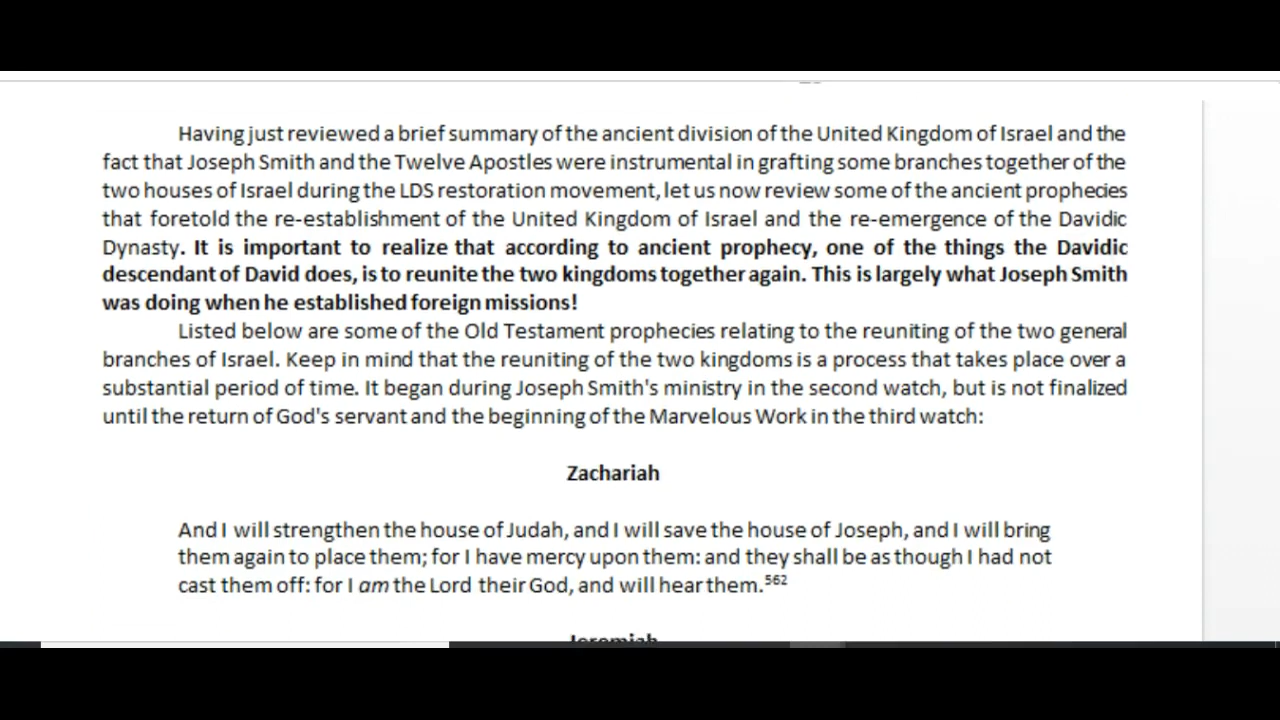 Having just reviewed a brief summary of the ancient division of the United Kingdom of Israel and the
fact that Joseph Smith and the Twelve Apostles were instrumental in grafting some branches together of the
two houses of Israel during the LDS restoration movement, let us now review some of the ancient prophecies
that foretold the re-establishment of the United Kingdom of Israel and the re-emergence of the Davidic
Dynasty. It is important to realize that according to ancient prophecy, one of the things the Davidic
descendant of David does, is to reunite the two kingdoms together again. This is largely what Joseph Smith
was doing when he established foreign missions!
Listed below are some of the Old Testament prophecies relating to the reuniting of the two general
branches of Israel. Keep in mind that the reuniting of the two kingdoms is a process that takes place over a
substantial period of time. It began during Joseph Smith's ministry in the second watch, but is not finalized
until the return of God's servant and the beginning of the Marvelous Work in the third watch:
Zachariah
And I will strengthen the house of Judah, and I will save the house of Joseph, and I will bring
them again to place them; for I have mercy upon them: and they shall be as though I had not
cast them off: for I am the Lord their God, and will hear them.562
Jeremiah